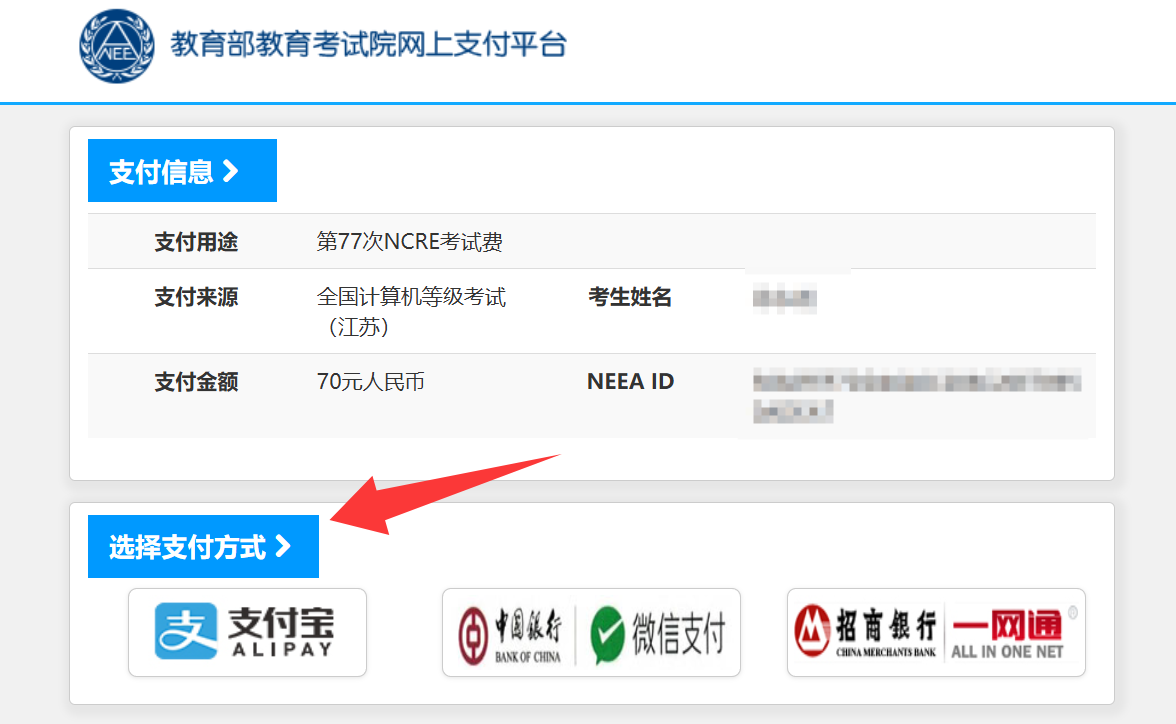 NEE
教育部教育考试院网上支付平台
支付信息
支付用途 第77次NCRE考试费
支付来源 全国计算机等级考试 考生姓名
（江苏）
支付金额 70元人民币 NEEA ID
选择支付方式
支 支付宝 中国银行 微信支付 招商银行 一网通®
ALIPAY BANK OF CHINA CHINA MERCHANTS BANK ALL IN ONE NET